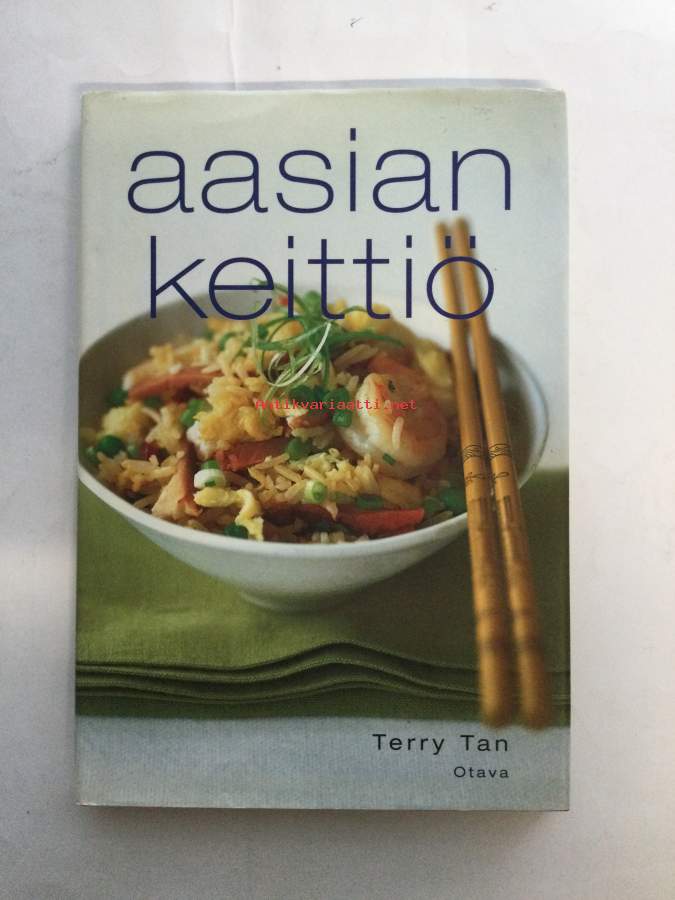 aasian
keittiö
Antikvariaatti.net
Terry Tan
Otava